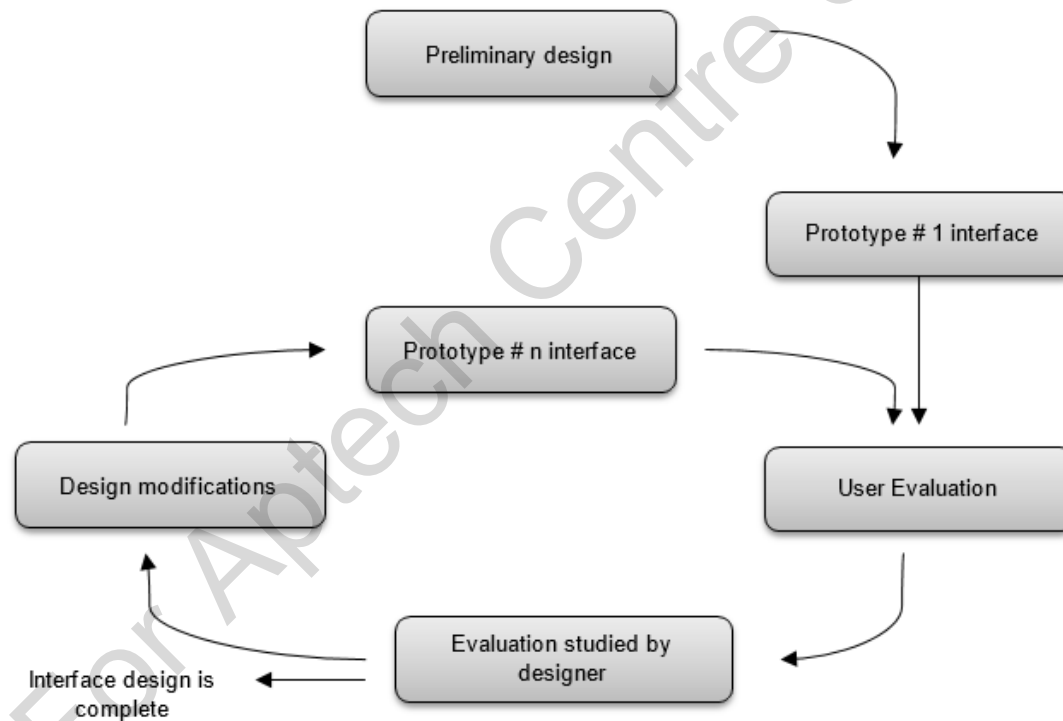 Preliminary design
Prototype # 1 interface
Prototype # n interface
Design modifications
User Evaluation
Evaluation studied by
designer
Interface design is
complete
For Aptech Centre